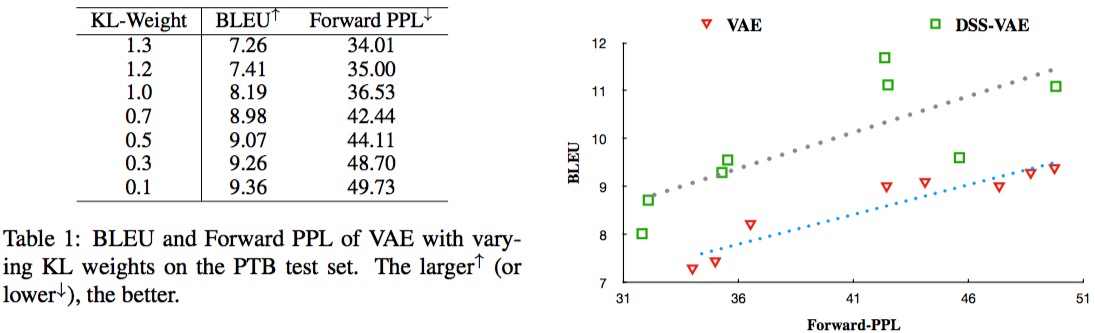 KL-Weight BLEU↑ Forward PPL↓
1.3 7.26 34.01
1.2 7.41 35.00
1.0 8.19 36.53
0.7 8.98 42.44
0.5 9.07 44.11
0.3 9.26 48.70
0.1 9.36 49.73
Table 1: BLEU and Forward PPL of VAE with vary-
ing KL weights on the PTB test set. The larger↑ (or
lower↓), the better.
VAE DSS-VAE
12
11
10
9
8
7
BLEU
31 36 41 46 51
Forward-PPL